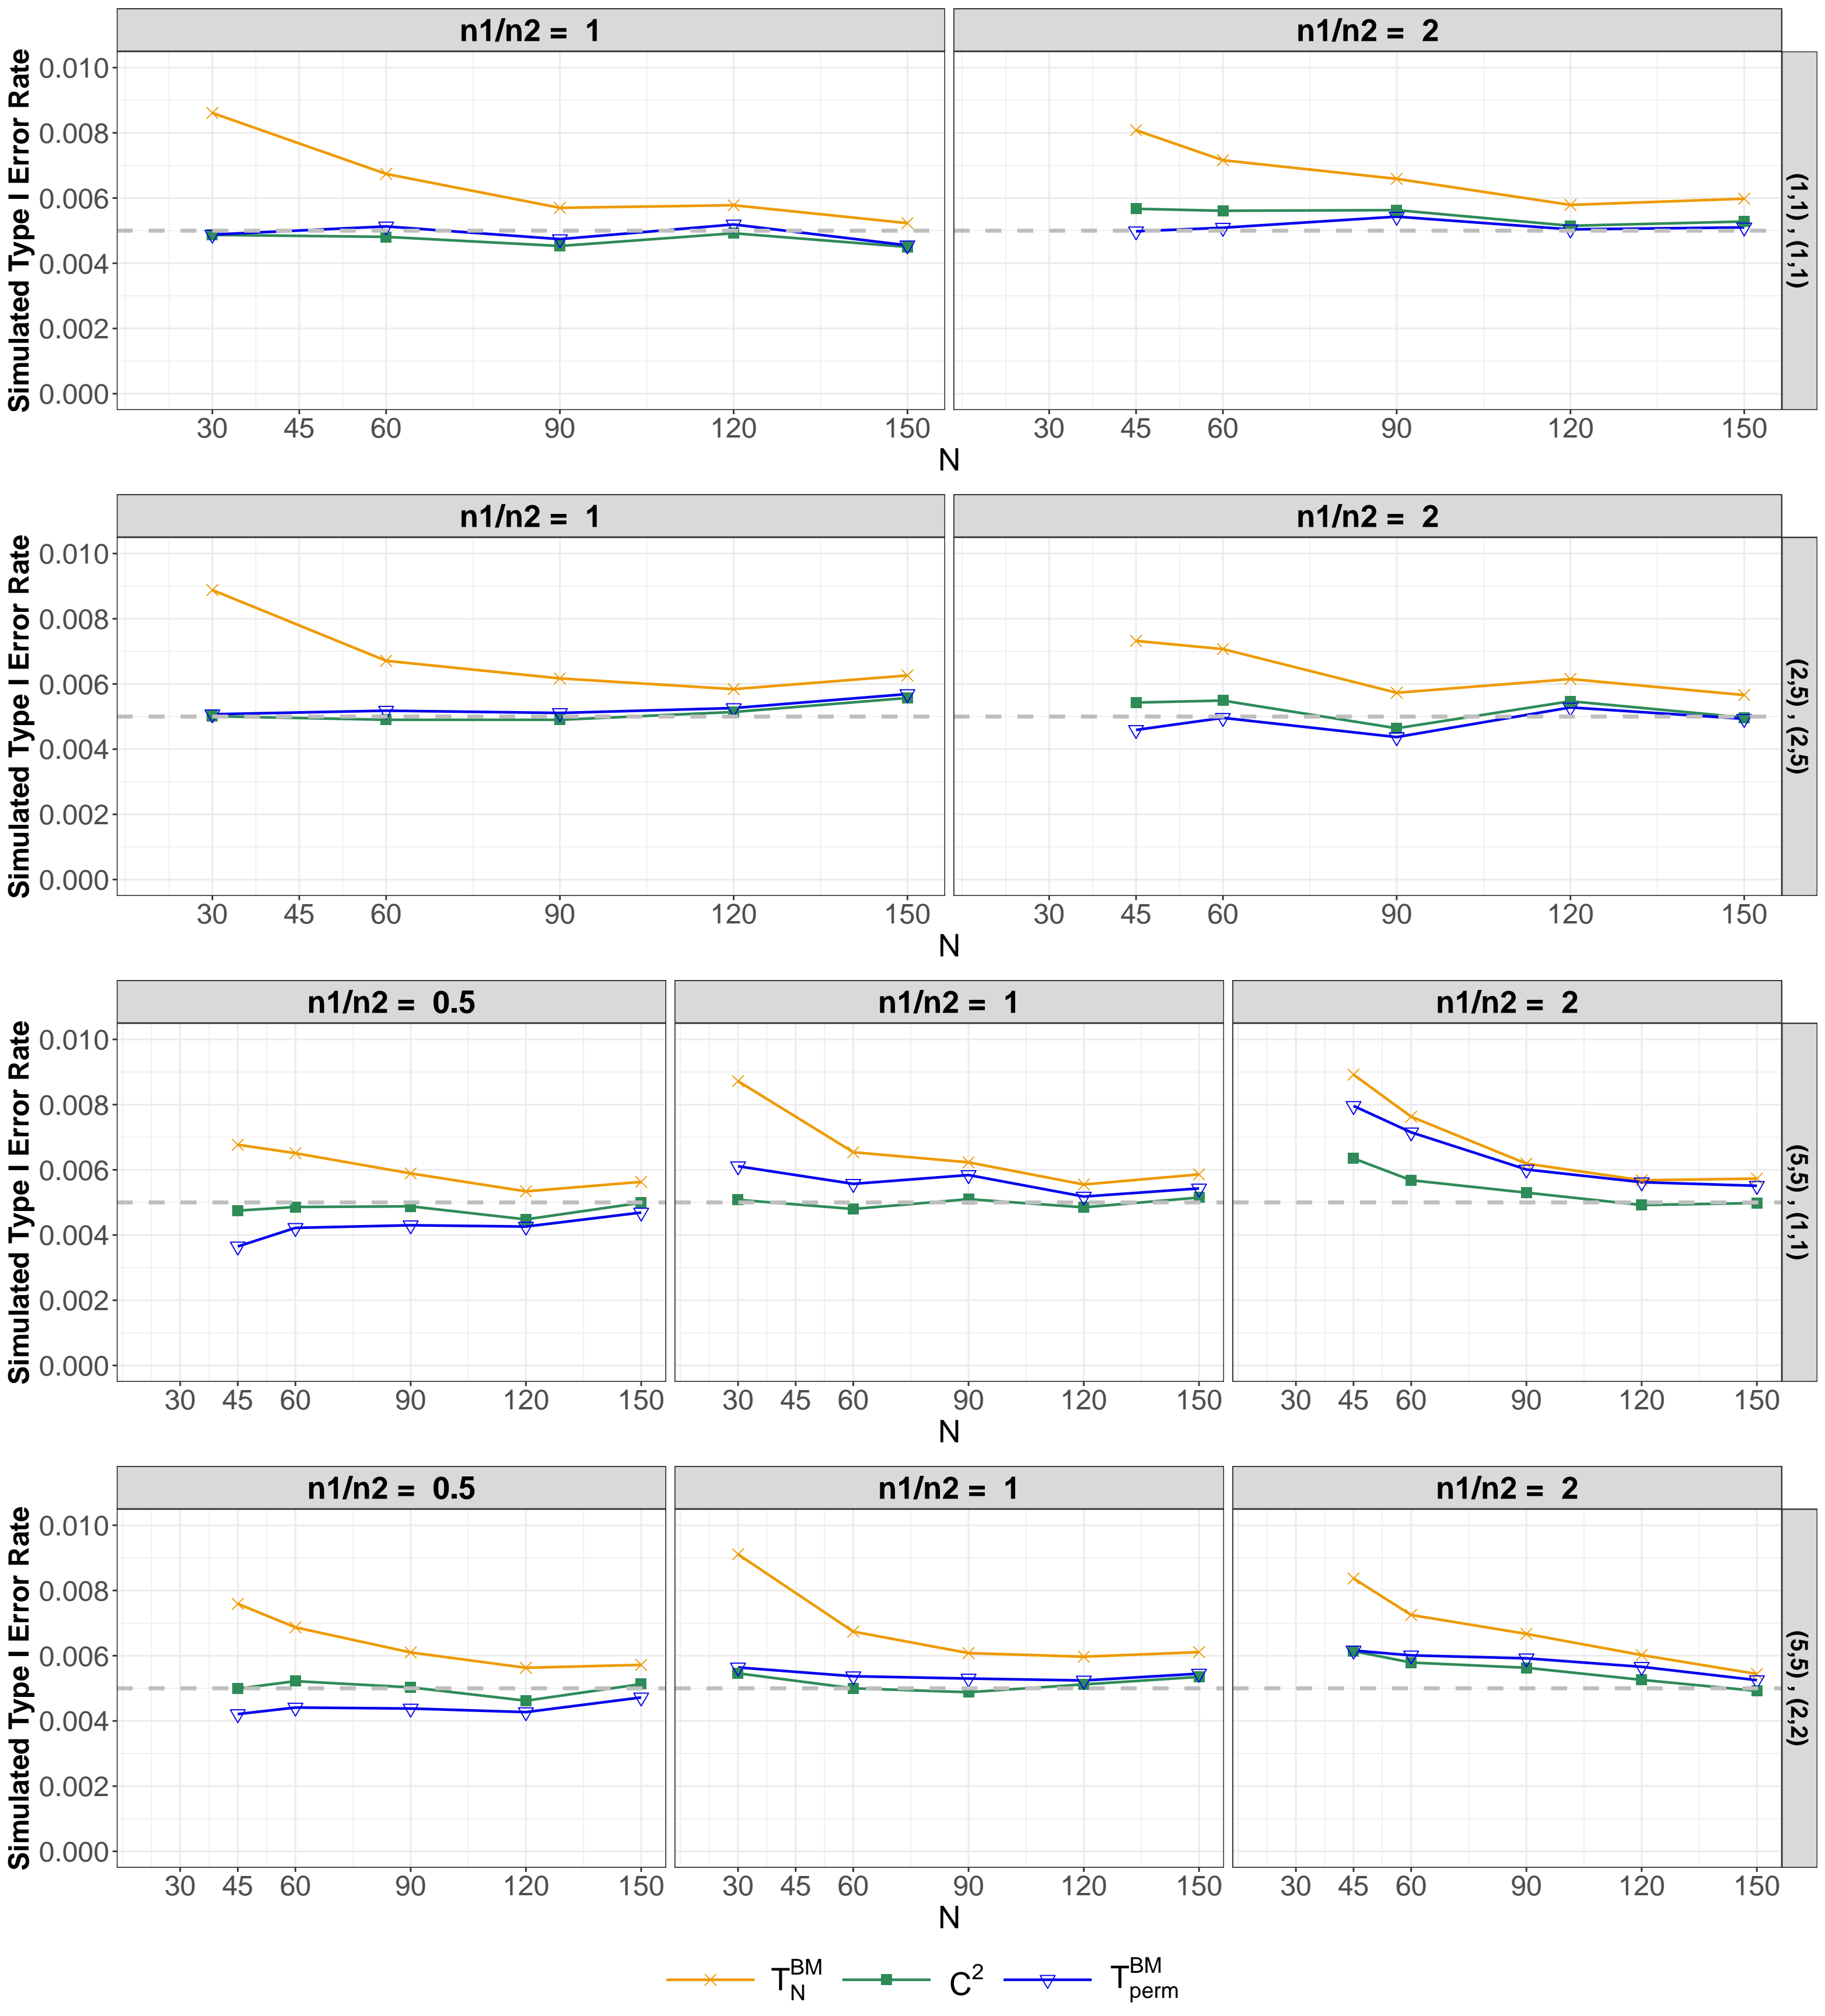 n1/n2 = 1
n1/n2 = 2
Simulated Type I Error Rate
0.010
0.008
0.006
0.004
0.002
0.000
(1,1) , (1,1)
30 45 60 90 120 150
30 45 60 90 120 150
N
n1/n2 = 1
n1/n2 = 2
Simulated Type I Error Rate
0.010
0.008
0.006
0.004
0.002
0.000
(2,5) , (2,5)
30 45 60 90 120 150
30 45 60 90 120 150
N
n1/n2 = 0.5
n1/n2 = 1
n1/n2 = 2
Simulated Type I Error Rate
0.010
0.008
0.006
0.004
0.002
0.000
(5,5) , (1,1)
30 45 60 90 120 150
30 45 60 90 120 150
30 45 60 90 120 150
N
n1/n2 = 0.5
n1/n2 = 1
n1/n2 = 2
Simulated Type I Error Rate
0.010
0.008
0.006
0.004
0.002
0.000
(5,5) , (2,2)
30 45 60 90 120 150
30 45 60 90 120 150
30 45 60 90 120 150
N
T_N^BM C^2 T_perm^BM